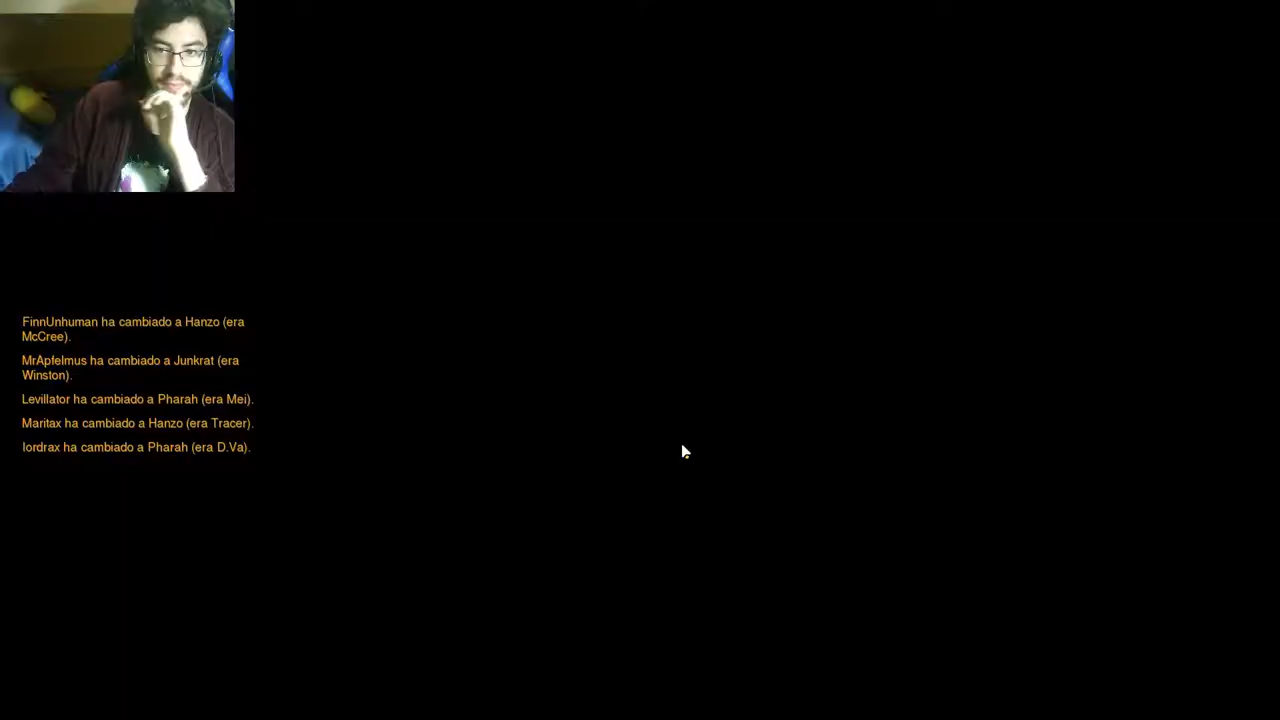 FinnUnhuman ha cambiado a Hanzo (era
McCree).
MrApfelmus ha cambiado a Junkrat (era
Winston).
Levillator ha cambiado a Pharah (era Mei).
Maritax ha cambiado a Hanzo (era Tracer).
lordrax ha cambiado a Pharah (era D.Va).